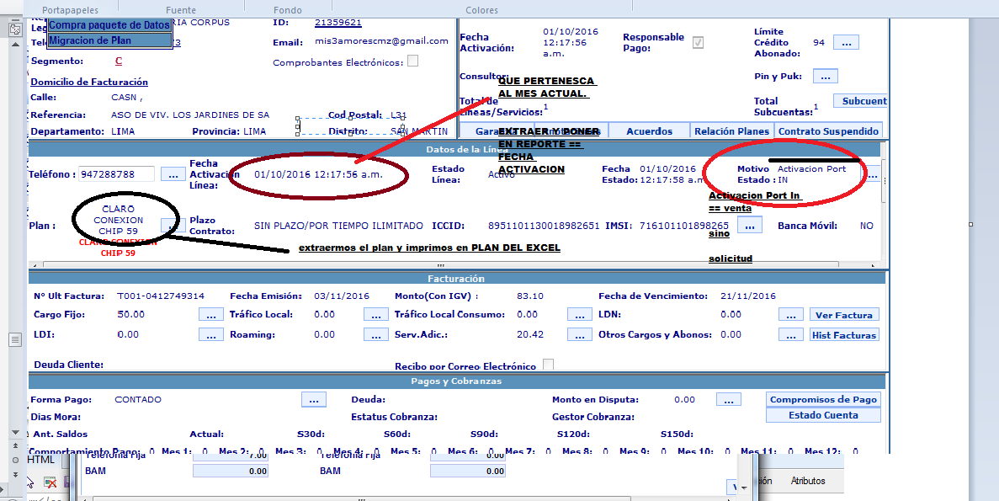 Portapapeles Fuente Fondo Colores
Compra paquete de Datos RIA CORPUS ID: 21359621
Migracion de Plan
Email: mis3amorescmz@gmail.com
Segmento: C Comprobantes Electrónicos:
Domicilio de Facturación
Calle: CASN ,
Referencia: ASO DE VIV. LOS JARDINES DE SA Cod Postal: L31
Departamento: LIMA Provincia: LIMA Distrito: SAN MARTIN
Fecha Activación: 01/10/2016 12:17:56 a.m. Responsable Pago: Límite Crédito Abonado: 94 ...
Consultor: Pin y Puk: ...
QUE PERTENESCA
AL MES ACTUAL.
Total de Líneas/Servicios: 1 Total Subcuentas: 1 Subcuent
EXTRAER Y PONER
EN REPORTE ==
FECHA
ACTIVACION
Acuerdos Relación Planes Contrato Suspendido
Datos de la Línea
Teléfono : 947288788 ... Fecha Activación Línea: 01/10/2016 12:17:56 a.m. Estado Línea: Activo Fecha Estado: 01/10/2016 12:17:58 a.m Motivo Estado : Activacion Port IN ...
Activacion Port In
== venta
sino
solicitud
Plan : CLARO CONEXION CHIP 59 ... Plazo Contrato: SIN PLAZO/POR TIEMPO ILIMITADO ICCID: 8951101130018982651 IMSI: 716101101898265 ... Banca Móvil: NO
CLARO CONEXION
CHIP 59
extraermos el plan y imprimos en PLAN DEL EXCEL
Facturación
N° Ult Factura: T001-0412749314 Fecha Emisión: 03/11/2016 Monto(Con IGV) : 83.10 Fecha de Vencimiento: 21/11/2016
Cargo Fijo: 50.00 ... Tráfico Local: 0.00 ... Tráfico Local Consumo: 0.00 ... LDN: 0.00 ... Ver Factura
LDI: 0.00 ... Roaming: 0.00 ... Serv.Adic.: 20.42 ... Otros Cargos y Abonos: 0.00 ... Hist Facturas
Deuda Cliente: Recibo por Correo Electrónico
Pagos y Cobranzas
Forma Pago: CONTADO ... Deuda: Monto en Disputa: 0.00 ... Compromisos de Pago
Dias Mora: Estatus Cobranza: Gestor Cobranza: Estado Cuenta
Ant. Saldos Actual: S30d: S60d: S90d: S120d: S150d:
Comportamiento Pago: 0 Mes 1: 0 Mes 2: 0 Mes 3: 0 Mes 4: 0 Mes 5: 0 Mes 6: 0 Mes 7: 0 Mes 8: 0 Mes 9: 0 Mes 10: 0 Mes 11: 0 Mes 12: 0
HTML Telefonía Fija 7.00 Telefonía Fija 0.00
BAM 0.00 BAM 0.00
Atributos